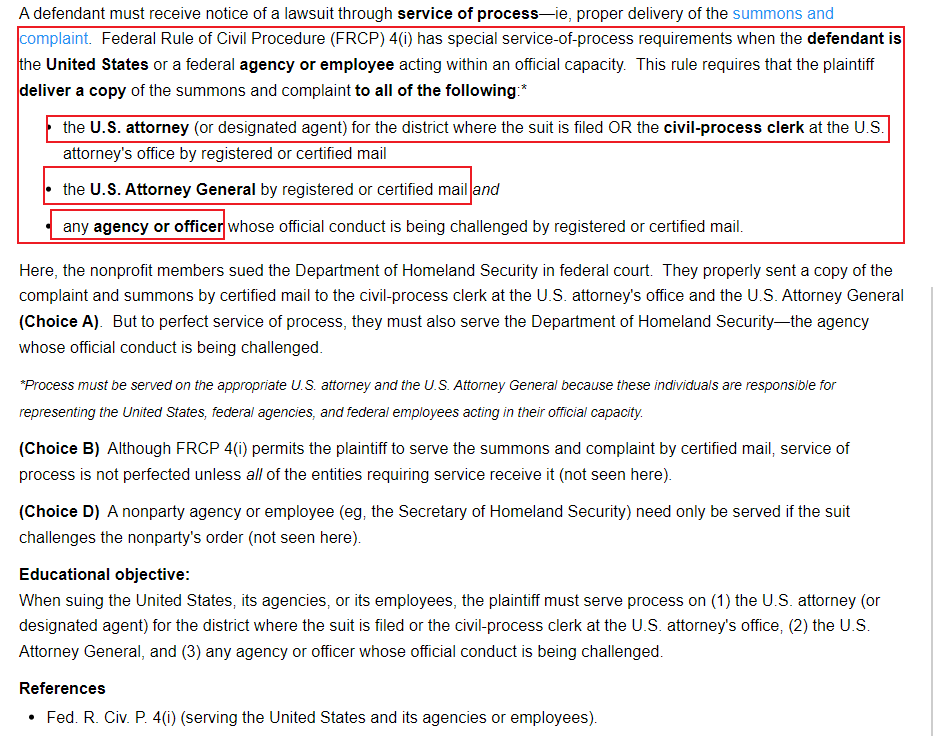 A defendant must receive notice of a lawsuit through service of process—ie, proper delivery of the summons and
complaint. Federal Rule of Civil Procedure (FRCP) 4(i) has special service-of-process requirements when the defendant is
the United States or a federal agency or employee acting within an official capacity. This rule requires that the plaintiff
deliver a copy of the summons and complaint to all of the following:*
• the U.S. attorney (or designated agent) for the district where the suit is filed OR the civil-process clerk at the U.S.
attorney's office by registered or certified mail
• the U.S. Attorney General by registered or certified mail and
• any agency or officer whose official conduct is being challenged by registered or certified mail.
Here, the nonprofit members sued the Department of Homeland Security in federal court. They properly sent a copy of the
complaint and summons by certified mail to the civil-process clerk at the U.S. attorney's office and the U.S. Attorney General
(Choice A). But to perfect service of process, they must also serve the Department of Homeland Security—the agency
whose official conduct is being challenged.
*Process must be served on the appropriate U.S. attorney and the U.S. Attorney General because these individuals are responsible for
representing the United States, federal agencies, and federal employees acting in their official capacity.
(Choice B) Although FRCP 4(i) permits the plaintiff to serve the summons and complaint by certified mail, service of
process is not perfected unless all of the entities requiring service receive it (not seen here).
(Choice D) A nonparty agency or employee (eg, the Secretary of Homeland Security) need only be served if the suit
challenges the nonparty's order (not seen here).
Educational objective:
When suing the United States, its agencies, or its employees, the plaintiff must serve process on (1) the U.S. attorney (or
designated agent) for the district where the suit is filed or the civil-process clerk at the U.S. attorney's office, (2) the U.S.
Attorney General, and (3) any agency or officer whose official conduct is being challenged.
References
• Fed. R. Civ. P. 4(i) (serving the United States and its agencies or employees).